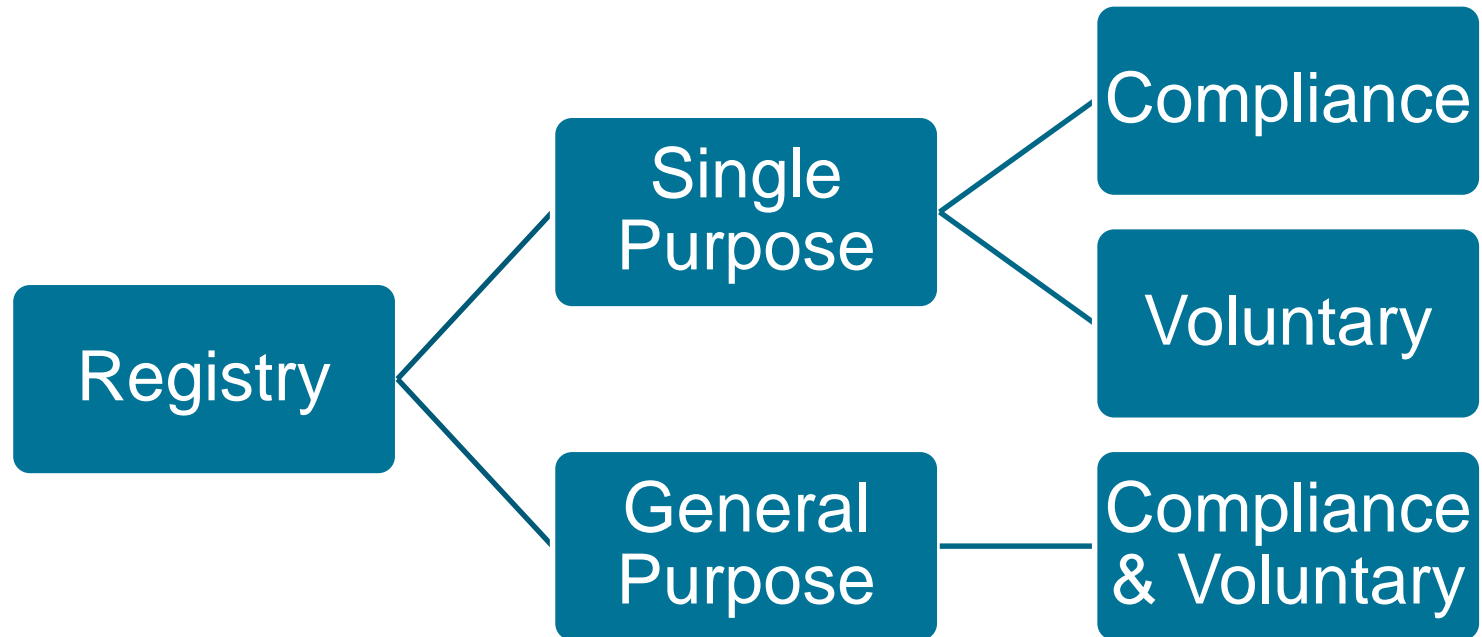 Registry
Single
Purpose
Compliance
Voluntary
General
Purpose
Compliance
& Voluntary